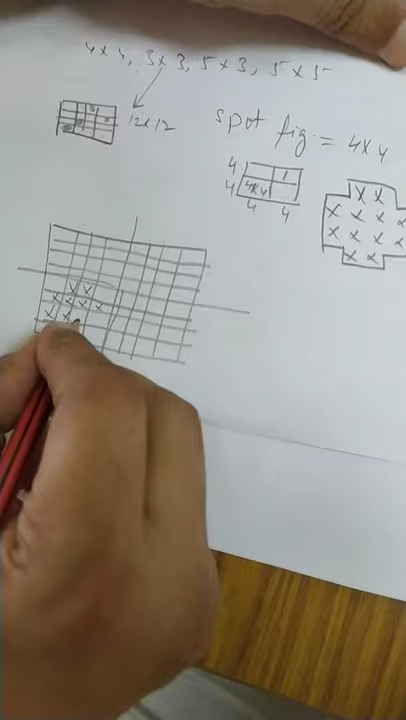 4x4, 3x3, 5x3, 5x5
12x12
spot fig. = 4x4
4 1
4 4x4
4 4
x x
x x x x
x x x x
x x
x x
x x x x
x x